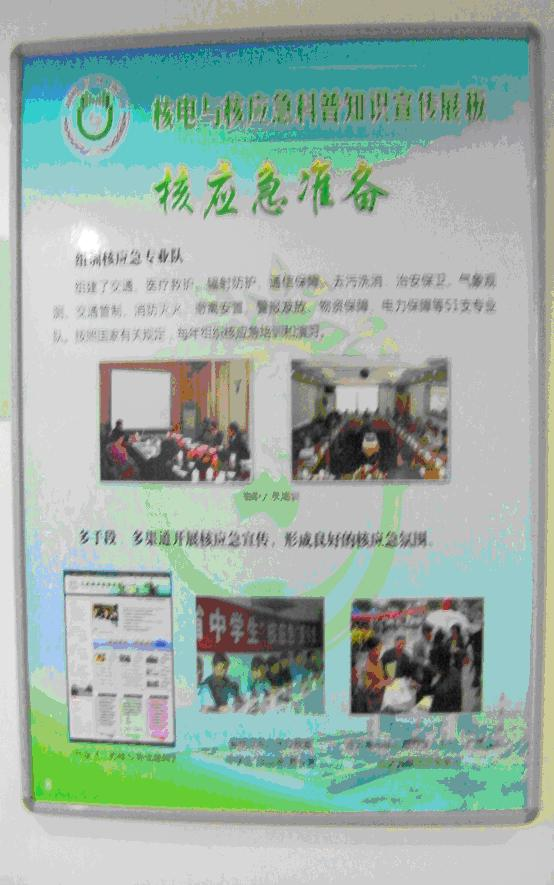 核电与核应急科普知识宣传展板
核应急准备
组织核应急专业队
组建了交通、医疗救护、辐射防护、通信保障、去污洗消、治安保卫、气象观
测、交通管制、消防灭火、撤离安置、警报发放、物资保障、电力保障等51支专业
队。按照国家有关规定，每年组织核应急培训和演习。
多手段、多渠道开展核应急宣传，形成良好的核应急氛围。
省中学生